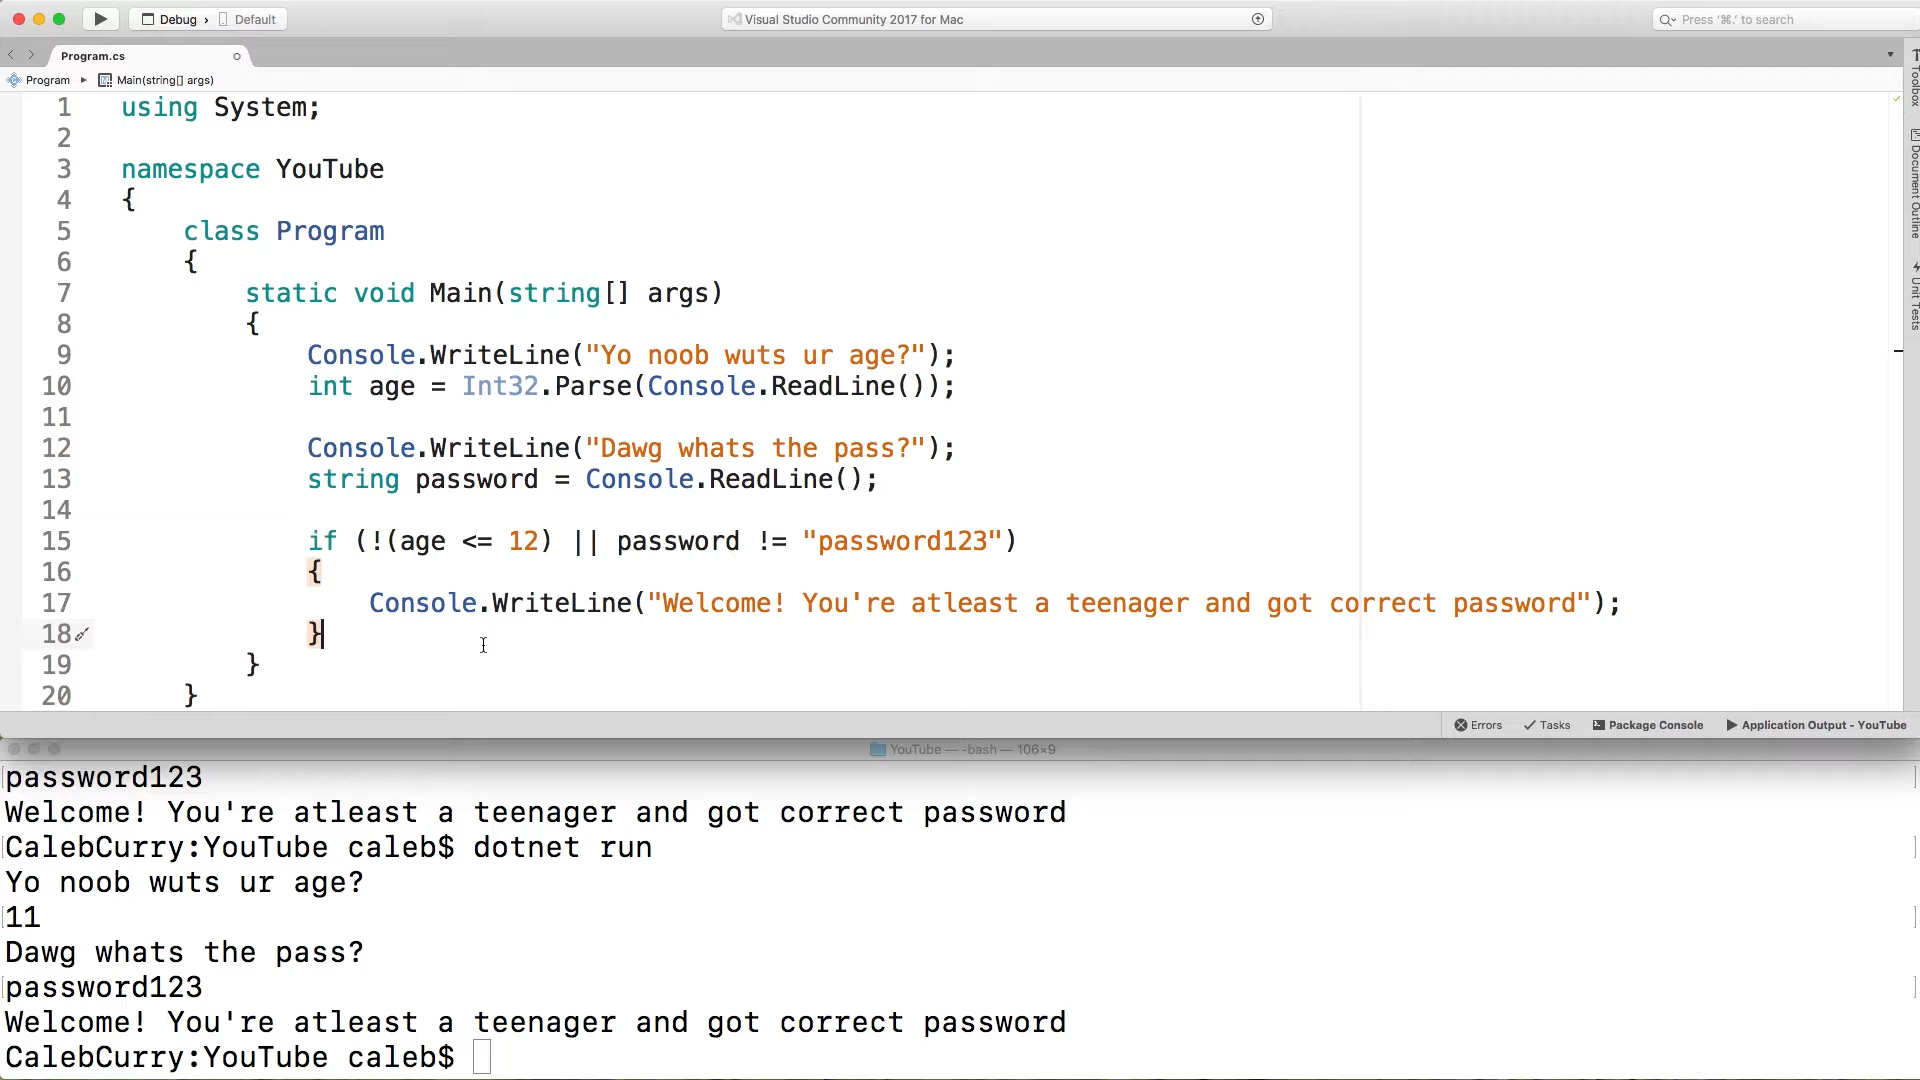 Debug › Default
Visual Studio Community 2017 for Mac
Press '⌘.' to search
Program.cs
Program ▸ Main(string[] args)
1 using System;
2
3 namespace YouTube
4 {
5 class Program
6 {
7 static void Main(string[] args)
8 {
9 Console.WriteLine("Yo noob wuts ur age?");
10 int age = Int32.Parse(Console.ReadLine());
11
12 Console.WriteLine("Dawg whats the pass?");
13 string password = Console.ReadLine();
14
15 if (!(age <= 12) || password != "password123")
16 {
17 Console.WriteLine("Welcome! You're atleast a teenager and got correct password");
18 }
19 }
20 }
Toolbox
Document Outline
Unit Tests
Errors Tasks Package Console Application Output - YouTube
YouTube — -bash — 106×9
password123
Welcome! You're atleast a teenager and got correct password
CalebCurry:YouTube caleb$ dotnet run
Yo noob wuts ur age?
11
Dawg whats the pass?
password123
Welcome! You're atleast a teenager and got correct password
CalebCurry:YouTube caleb$